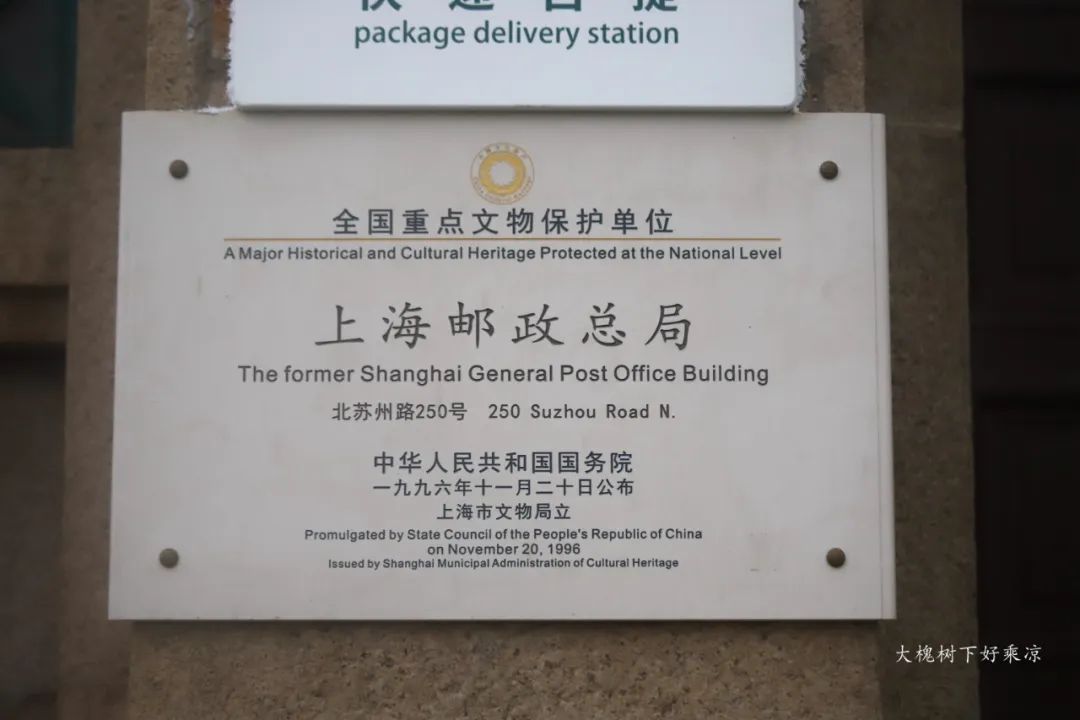 package delivery station
全国重点文物保护单位
A Major Historical and Cultural Heritage Protected at the National Level
上海邮政总局
The former Shanghai General Post Office Building
北苏州路250号 250 Suzhou Road N.
中华人民共和国国务院
一九九六年十一月二十日公布
上海市文物局立
Promulgated by State Council of the People's Republic of China
on November 20, 1996
Issued by Shanghai Municipal Administration of Cultural Heritage
大槐树下好乘凉